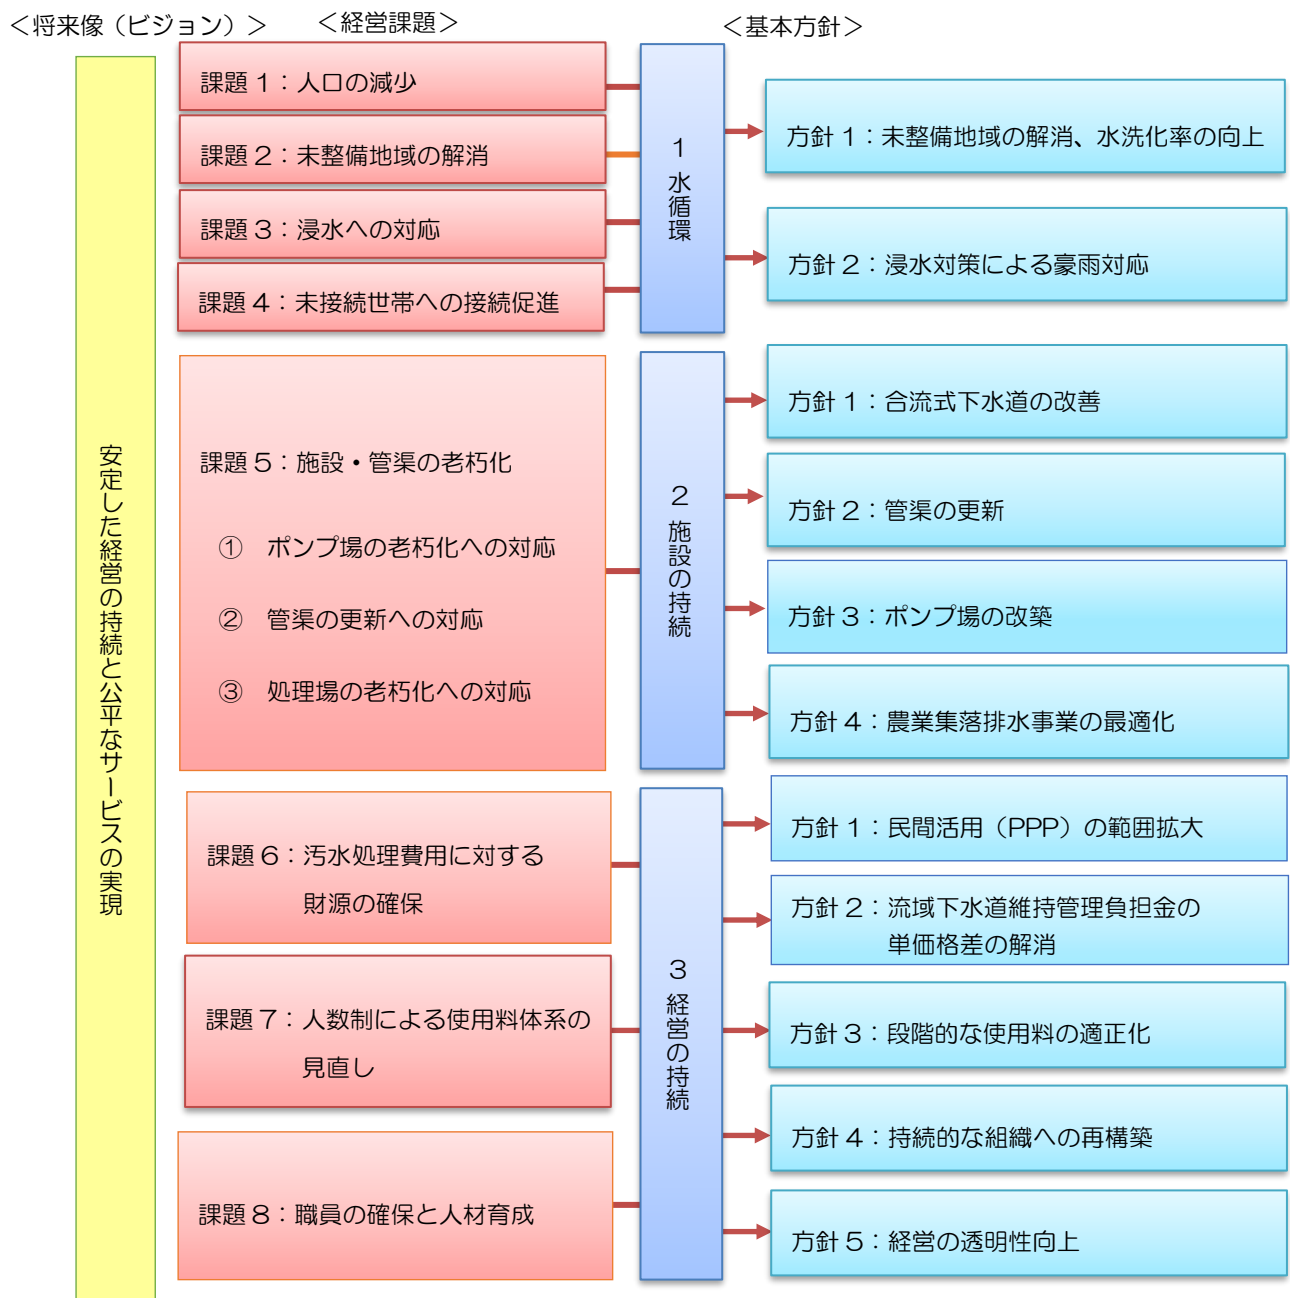 ＜将来像（ビジョン）＞
＜経営課題＞
＜基本方針＞
安定した経営の持続と公平なサービスの実現
課題１：人口の減少
課題２：未整備地域の解消
課題３：浸水への対応
課題４：未接続世帯への接続促進
１ 水循環
方針１：未整備地域の解消、水洗化率の向上
方針２：浸水対策による豪雨対応
課題５：施設・管渠の老朽化
① ポンプ場の老朽化への対応
② 管渠の更新への対応
③ 処理場の老朽化への対応
２ 施設の持続
方針１：合流式下水道の改善
方針２：管渠の更新
方針３：ポンプ場の改築
方針４：農業集落排水事業の最適化
課題６：汚水処理費用に対する
財源の確保
課題７：人数制による使用料体系の
見直し
課題８：職員の確保と人材育成
３ 経営の持続
方針１：民間活用（PPP）の範囲拡大
方針２：流域下水道維持管理負担金の
単価格差の解消
方針３：段階的な使用料の適正化
方針４：持続的な組織への再構築
方針５：経営の透明性向上